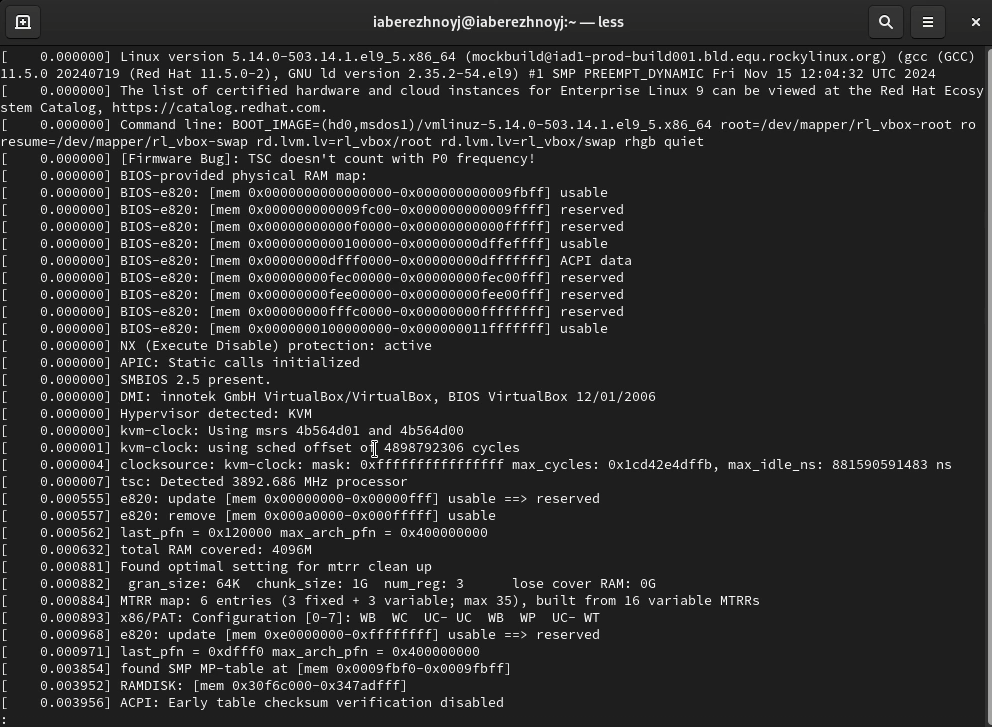 iaberezhnoyj@iaberezhnoyj:~ — less
[    0.000000] Linux version 5.14.0-503.14.1.el9_5.x86_64 (mockbuild@iad1-prod-build001.bld.equ.rockylinux.org) (gcc (GCC)
11.5.0 20240719 (Red Hat 11.5.0-2), GNU ld version 2.35.2-54.el9) #1 SMP PREEMPT_DYNAMIC Fri Nov 15 12:04:32 UTC 2024
[    0.000000] The list of certified hardware and cloud instances for Enterprise Linux 9 can be viewed at the Red Hat Ecosy
stem Catalog, https://catalog.redhat.com.
[    0.000000] Command line: BOOT_IMAGE=(hd0,msdos1)/vmlinuz-5.14.0-503.14.1.el9_5.x86_64 root=/dev/mapper/rl_vbox-root ro
resume=/dev/mapper/rl_vbox-swap rd.lvm.lv=rl_vbox/root rd.lvm.lv=rl_vbox/swap rhgb quiet
[    0.000000] [Firmware Bug]: TSC doesn't count with P0 frequency!
[    0.000000] BIOS-provided physical RAM map:
[    0.000000] BIOS-e820: [mem 0x0000000000000000-0x000000000009fbff] usable
[    0.000000] BIOS-e820: [mem 0x000000000009fc00-0x000000000009ffff] reserved
[    0.000000] BIOS-e820: [mem 0x00000000000f0000-0x00000000000fffff] reserved
[    0.000000] BIOS-e820: [mem 0x0000000000100000-0x00000000dffeffff] usable
[    0.000000] BIOS-e820: [mem 0x00000000dfff0000-0x00000000dfffffff] ACPI data
[    0.000000] BIOS-e820: [mem 0x00000000fec00000-0x00000000fec00fff] reserved
[    0.000000] BIOS-e820: [mem 0x00000000fee00000-0x00000000fee00fff] reserved
[    0.000000] BIOS-e820: [mem 0x00000000fffc0000-0x00000000ffffffff] reserved
[    0.000000] BIOS-e820: [mem 0x0000000100000000-0x000000011fffffff] usable
[    0.000000] NX (Execute Disable) protection: active
[    0.000000] APIC: Static calls initialized
[    0.000000] SMBIOS 2.5 present.
[    0.000000] DMI: innotek GmbH VirtualBox/VirtualBox, BIOS VirtualBox 12/01/2006
[    0.000000] Hypervisor detected: KVM
[    0.000000] kvm-clock: Using msrs 4b564d01 and 4b564d00
[    0.000001] kvm-clock: using sched offset of 4898792306 cycles
[    0.000004] clocksource: kvm-clock: mask: 0xffffffffffffffff max_cycles: 0x1cd42e4dffb, max_idle_ns: 881590591483 ns
[    0.000007] tsc: Detected 3892.686 MHz processor
[    0.000555] e820: update [mem 0x00000000-0x00000fff] usable ==> reserved
[    0.000557] e820: remove [mem 0x000a0000-0x000fffff] usable
[    0.000562] last_pfn = 0x120000 max_arch_pfn = 0x400000000
[    0.000632] total RAM covered: 4096M
[    0.000881] Found optimal setting for mtrr clean up
[    0.000882]  gran_size: 64K  chunk_size: 1G  num_reg: 3      lose cover RAM: 0G
[    0.000884] MTRR map: 6 entries (3 fixed + 3 variable; max 35), built from 16 variable MTRRs
[    0.000893] x86/PAT: Configuration [0-7]: WB  WC  UC- UC  WB  WP  UC- WT
[    0.000968] e820: update [mem 0xe0000000-0xffffffff] usable ==> reserved
[    0.000971] last_pfn = 0xdfff0 max_arch_pfn = 0x400000000
[    0.003854] found SMP MP-table at [mem 0x0009fbf0-0x0009fbff]
[    0.003952] RAMDISK: [mem 0x30f6c000-0x347adfff]
[    0.003956] ACPI: Early table checksum verification disabled
: